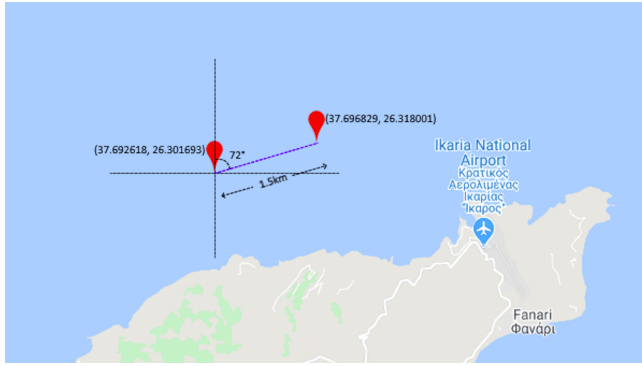 (37.696829, 26.318001)
(37.692618, 26.301693)
72°
1.5km
Ikaria National
Airport
Κρατικός
Αερολιμένας
Ικαρίας
"Ίκαρος"
Fanari
Φανάρι